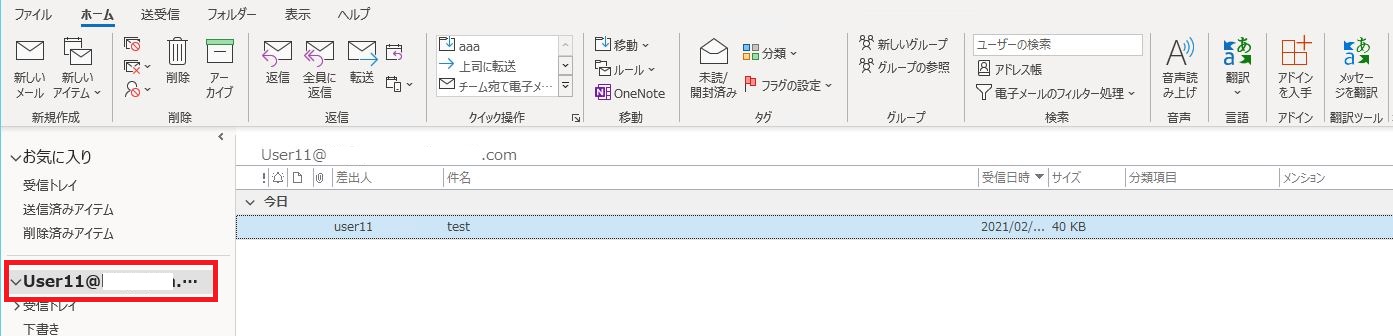 ファイル ホーム 送受信 フォルダー 表示 ヘルプ
新しい
メール
新しい
アイテム
新規作成
削除
アー
カイブ
削除
返信
全員に
返信
転送
返信
aaa
上司に転送
チーム宛て電子メ…
クイック操作
移動
ルール
OneNote
移動
未読/
開封済み
分類
フラグの設定
タグ
新しいグループ
グループの参照
グループ
ユーザーの検索
アドレス帳
電子メールのフィルター処理
検索
音声読
み上げ
音声
翻訳
言語
アドイン
を入手
アドイン
メッセー
ジを翻訳
翻訳ツール
お気に入り
受信トレイ
送信済みアイテム
削除済みアイテム
User11@ .…
受信トレイ
下書き
User11@ .com
! 差出人 件名 受信日時 サイズ 分類項目 メンション
今日
user11 test 2021/02/... 40 KB